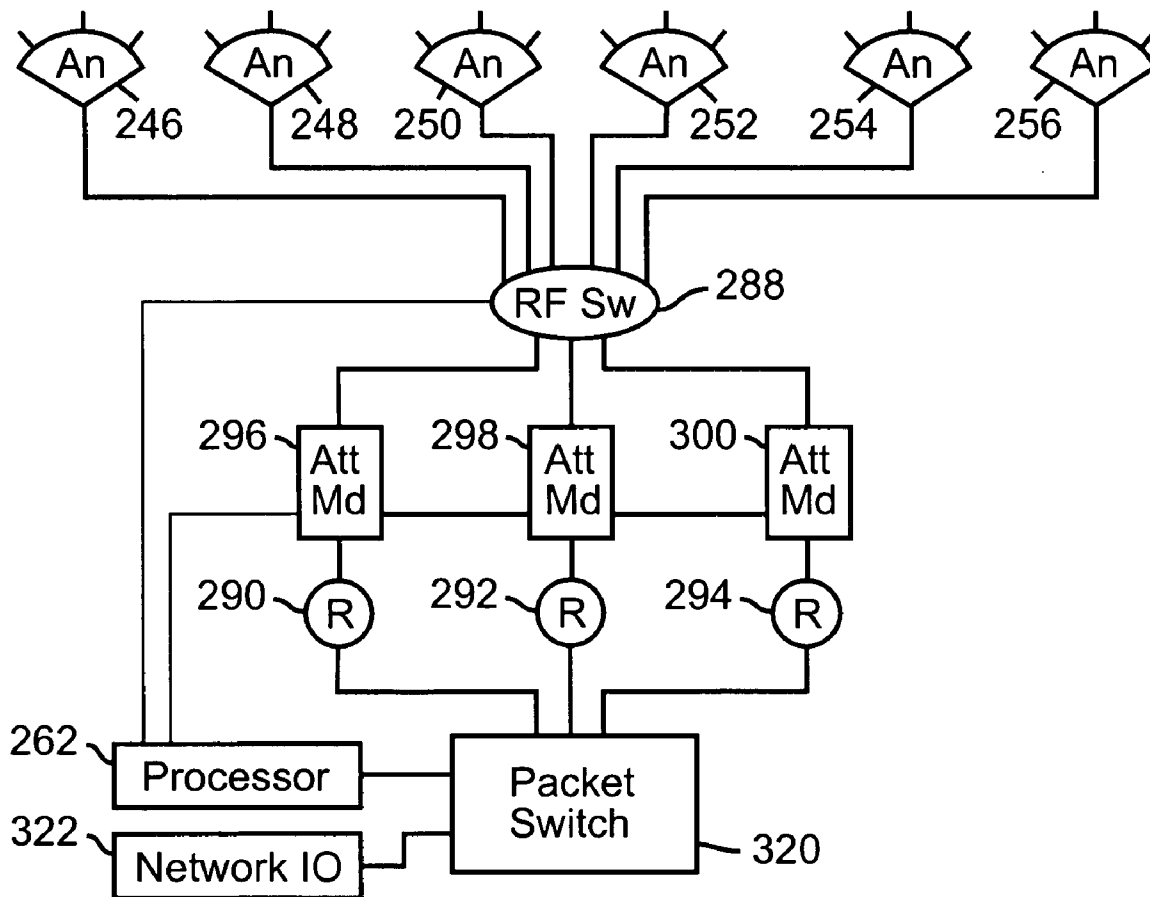 An An An An An An
246 248 250 252 254 256
RF Sw 288
296 298 300
Att Att Att
Md Md Md
290 292 294
R R R
262
Processor
Packet
Switch
322
Network IO
320